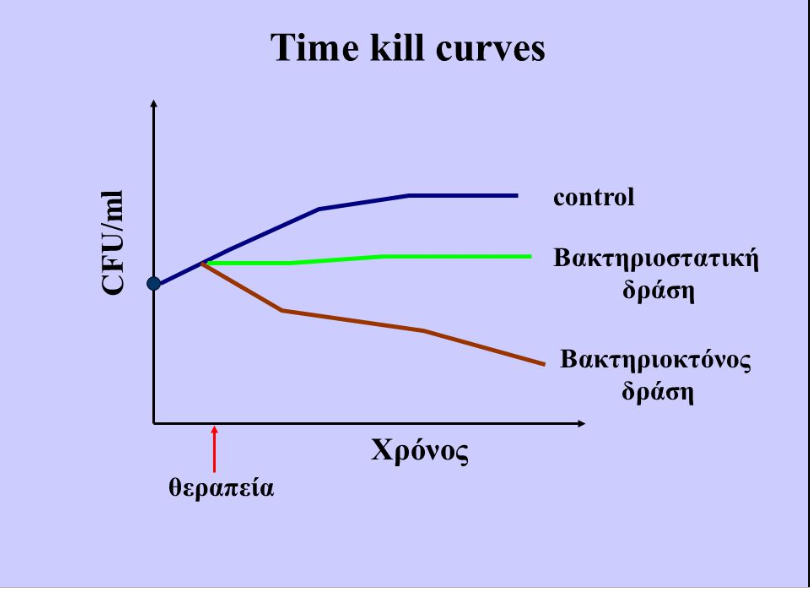 Time kill curves
CFU/ml
control
Βακτηριοστατική
δράση
Βακτηριοκτόνος
δράση
Χρόνος
θεραπεία